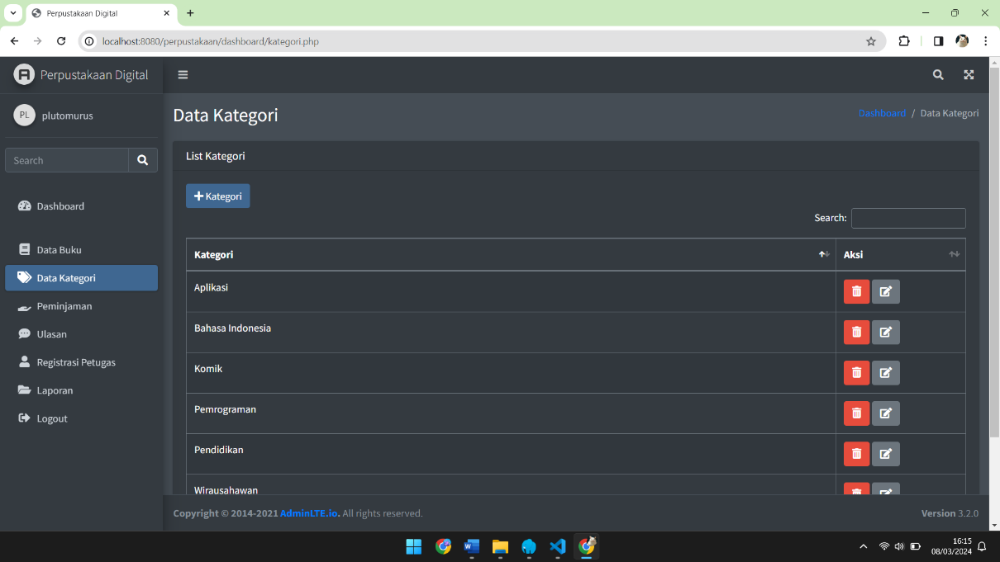 Perpustakaan Digital
localhost:8080/perpustakaan/dashboard/kategori.php
Perpustakaan Digital
PL plutomurus
Search
Dashboard
Data Buku
Data Kategori
Peminjaman
Ulasan
Registrasi Petugas
Laporan
Logout
Data Kategori
Dashboard / Data Kategori
List Kategori
Kategori
Search:
Kategori Aksi
Aplikasi
Bahasa Indonesia
Komik
Pemrograman
Pendidikan
Wirausahawan
Copyright © 2014-2021 AdminLTE.io. All rights reserved.
Version 3.2.0
16:15
08/03/2024